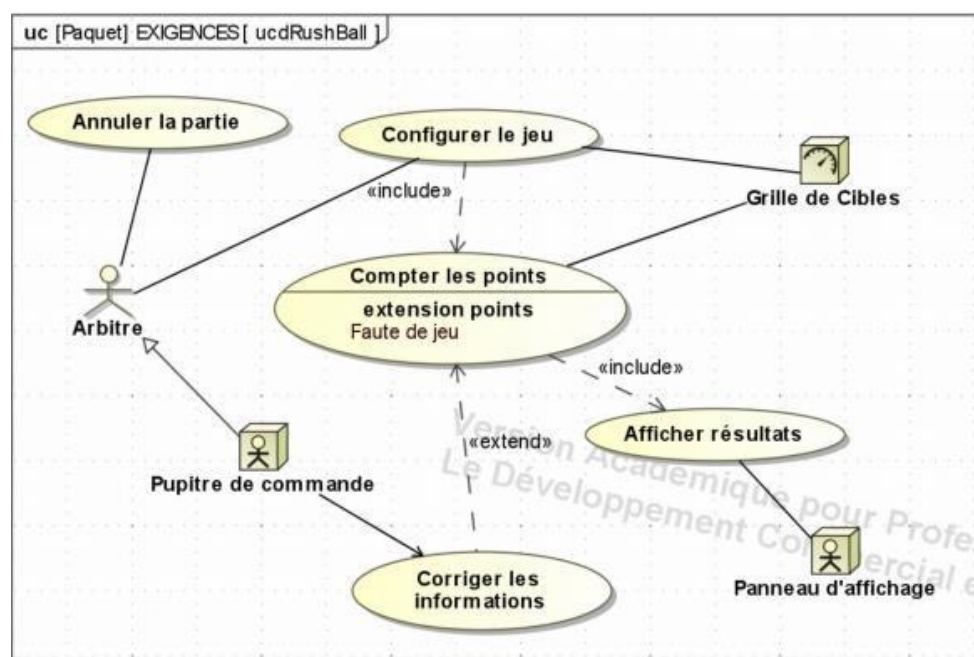 uc [Paquet] EXIGENCES [ ucdRushBall ]
Annuler la partie
Configurer le jeu
Grille de Cibles
«include»
Compter les points
extension points
Faute de jeu
Arbitre
«include»
Afficher résultats
«extend»
Pupitre de commande
Version Académique pour Profe
Le Développement Commercial e
Panneau d'affichage
Corriger les
informations